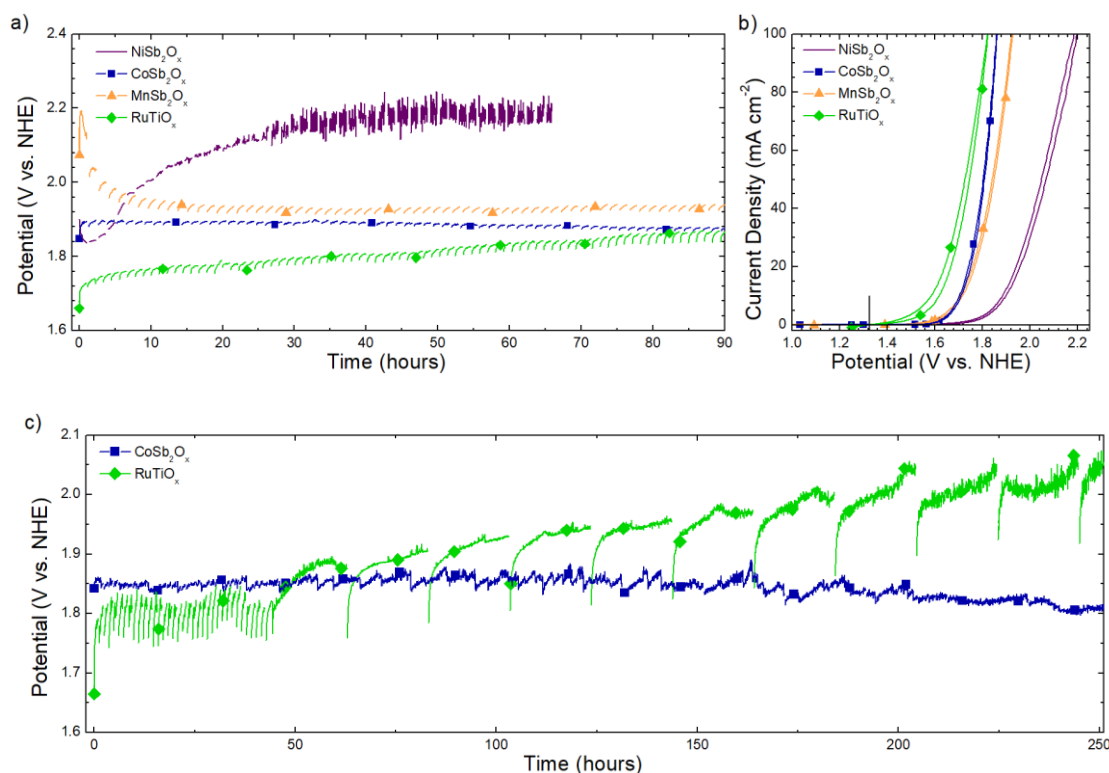 a)
NiSb₂Oₓ
CoSb₂Oₓ
MnSb₂Oₓ
RuTiOₓ
2.4
2.2
2.0
1.8
1.6
Potential (V vs. NHE)
0 10 20 30 40 50 60 70 80 90
Time (hours)
b)
NiSb₂Oₓ
CoSb₂Oₓ
MnSb₂Oₓ
RuTiOₓ
100
80
60
40
20
0
Current Density (mA cm⁻²)
1.0 1.2 1.4 1.6 1.8 2.0 2.2
Potential (V vs. NHE)
c)
CoSb₂Oₓ
RuTiOₓ
2.1
2.0
1.9
1.8
1.7
1.6
Potential (V vs. NHE)
0 50 100 150 200 250
Time (hours)